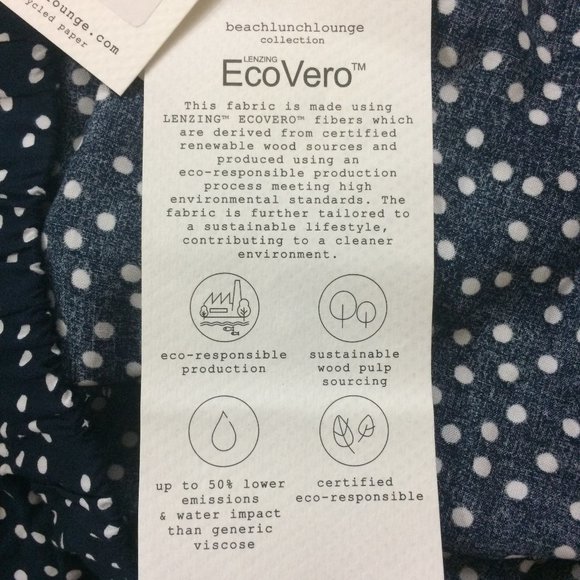 lounge.com
cycled paper
beachlunchlounge
collection
LENZING
EcoVero™
This fabric is made using
LENZING™ ECOVERO™ fibers which
are derived from certified
renewable wood sources and
produced using an
eco-responsible production
process meeting high
environmental standards. The
fabric is further tailored to
a sustainable lifestyle,
contributing to a cleaner
environment.
eco-responsible
production
sustainable
wood pulp
sourcing
up to 50% lower
emissions
& water impact
than generic
viscose
certified
eco-responsible